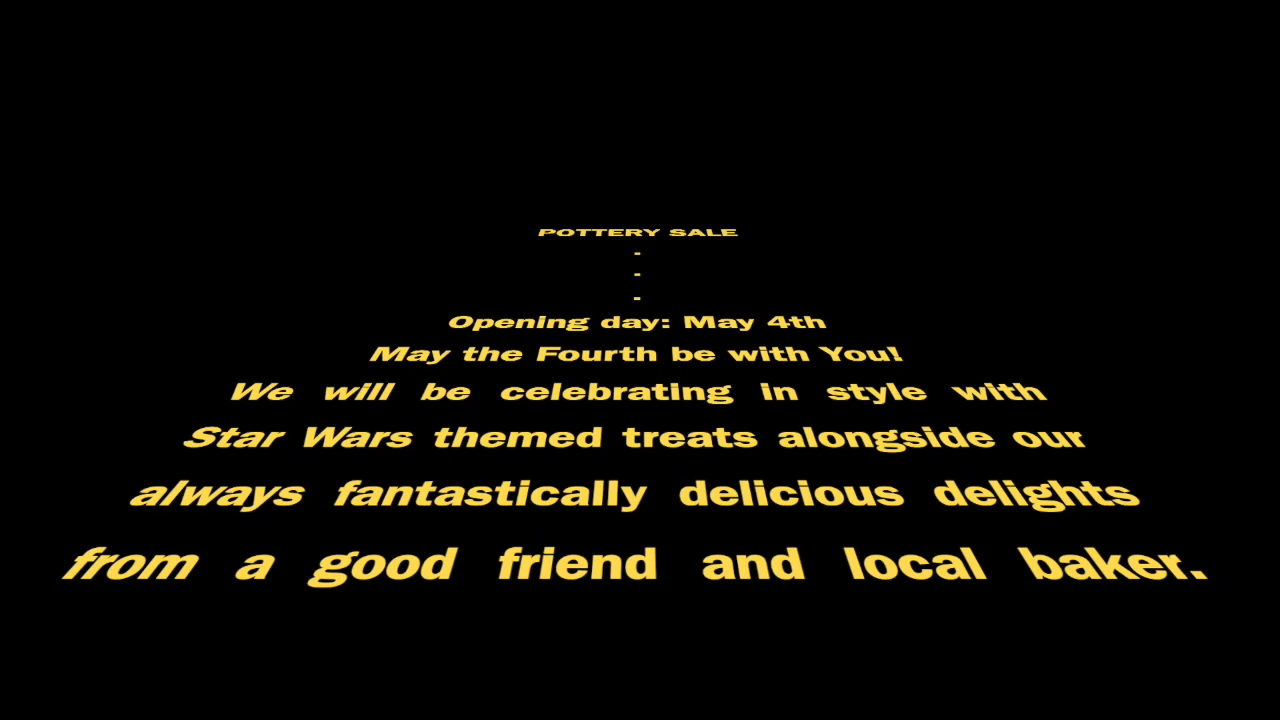 POTTERY SALE
-
-
-
Opening day: May 4th
May the Fourth be with You!
We will be celebrating in style with
Star Wars themed treats alongside our
always fantastically delicious delights
from a good friend and local baker.